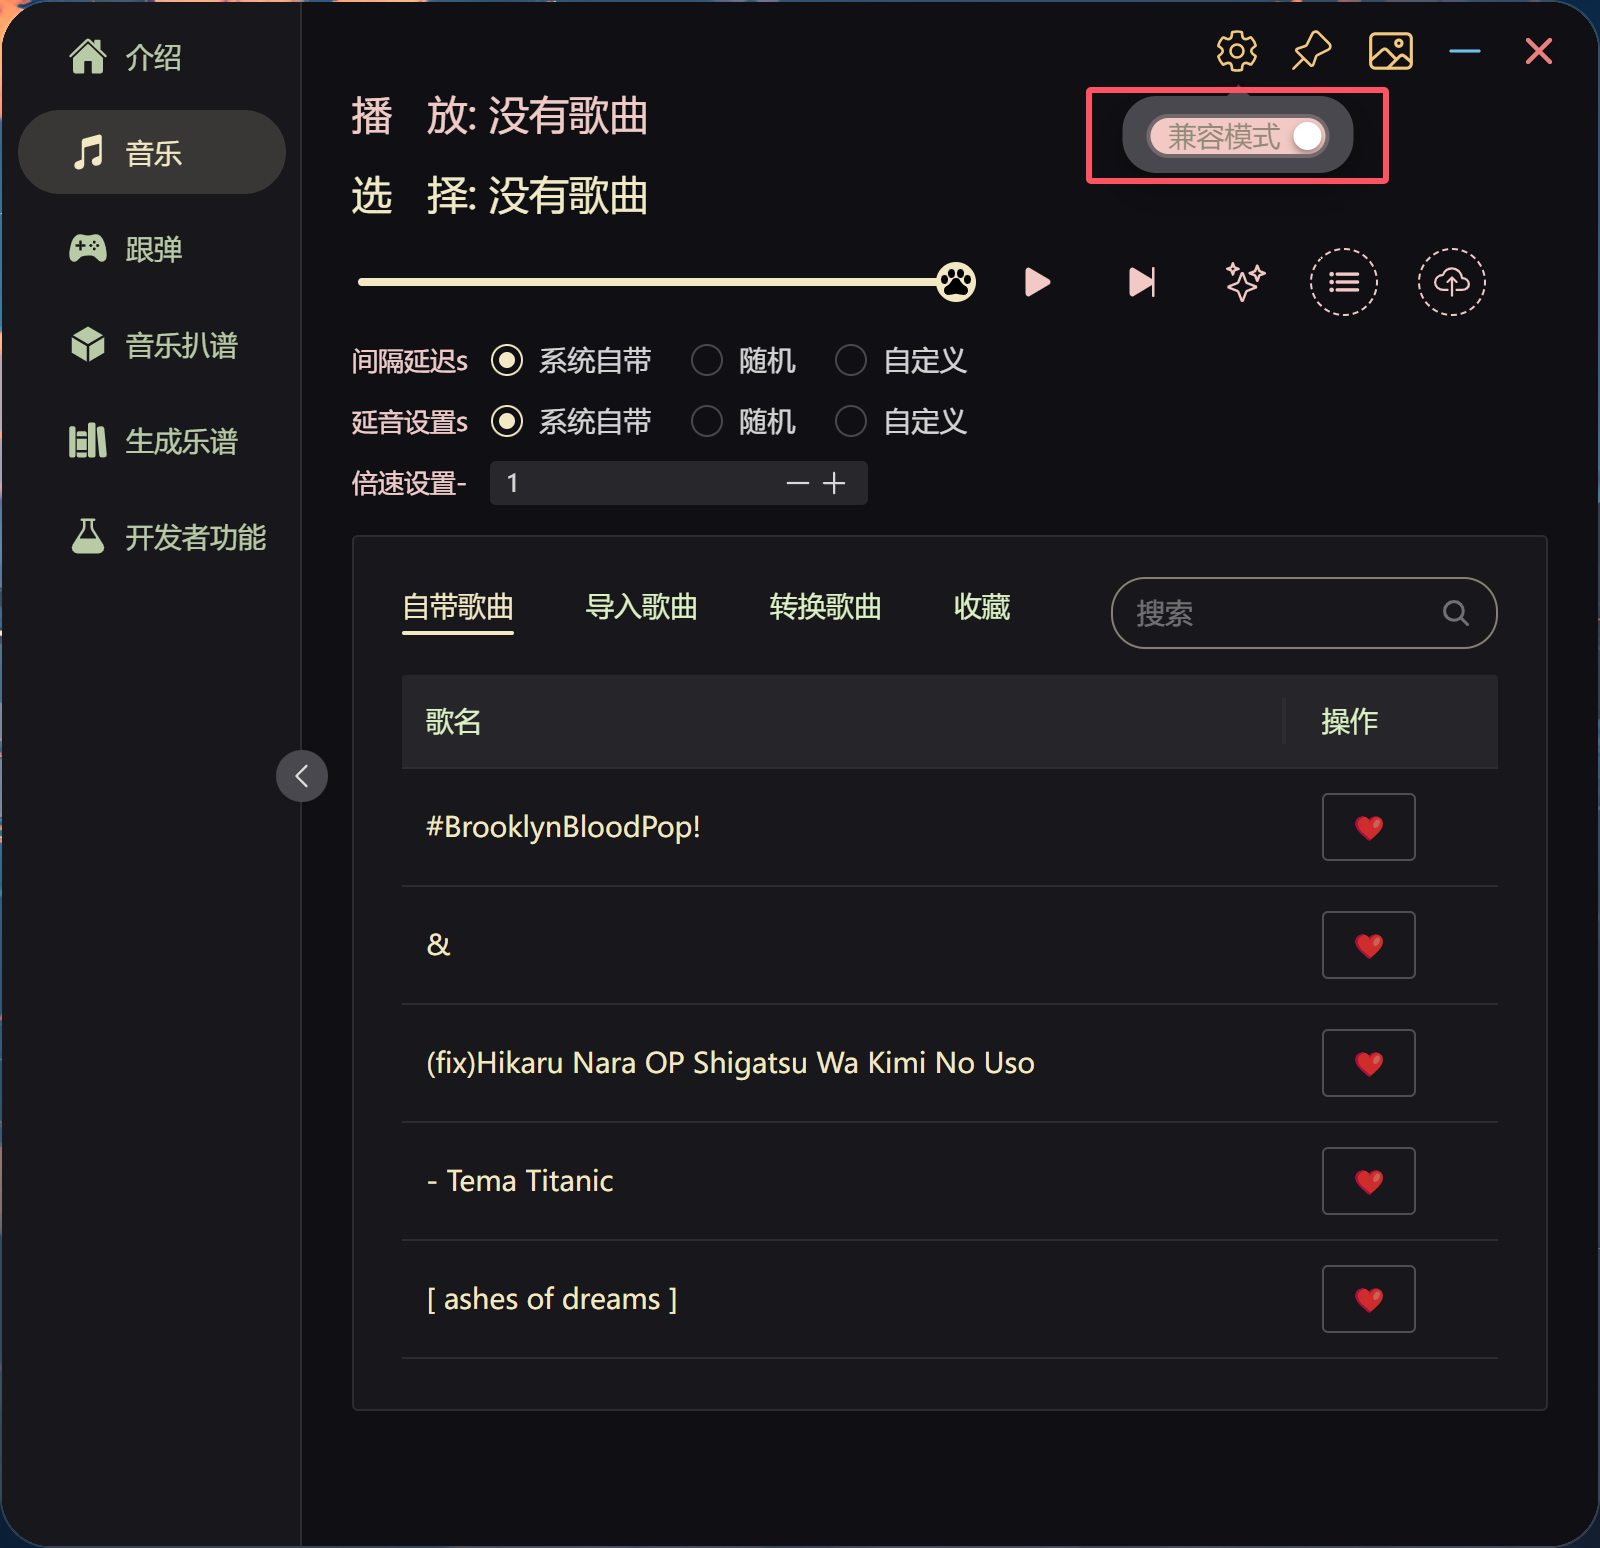 介绍
音乐
跟弹
音乐扒谱
生成乐谱
开发者功能
兼容模式
播 放: 没有歌曲
选 择: 没有歌曲
间隔延迟s 系统自带 随机 自定义
延音设置s 系统自带 随机 自定义
倍速设置- 1
自带歌曲 导入歌曲 转换歌曲 收藏 搜索
歌名 操作
#BrooklynBloodPop!
&
(fix)Hikaru Nara OP Shigatsu Wa Kimi No Uso
- Tema Titanic
[ ashes of dreams ]